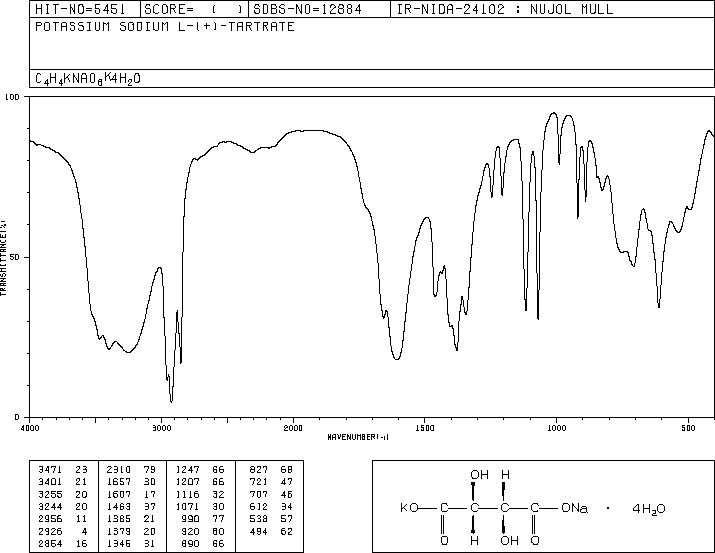 HIT-NO=5451 SCORE= ( ) SDBS-NO=12884 IR-NIDA-24102 : NUJOL MULL
POTASSIUM SODIUM L-(+)-TARTRATE
C4H4KNAO6K4H2O
100
50
0
TRANSMITTANCE(%)
4000 3000 2000 1500 1000 500
WAVENUMBER(-1)
3471 23 2310 79 1247 66 827 68
3401 21 1657 30 1207 66 721 47
3255 20 1607 17 1116 32 707 46
3244 20 1463 37 1071 30 612 34
2956 11 1385 21 990 77 538 57
2926 4 1379 20 920 60 494 62
2854 16 1346 31 890 66
OH H
KO C C C C ONa · 4H2O
O H OH O